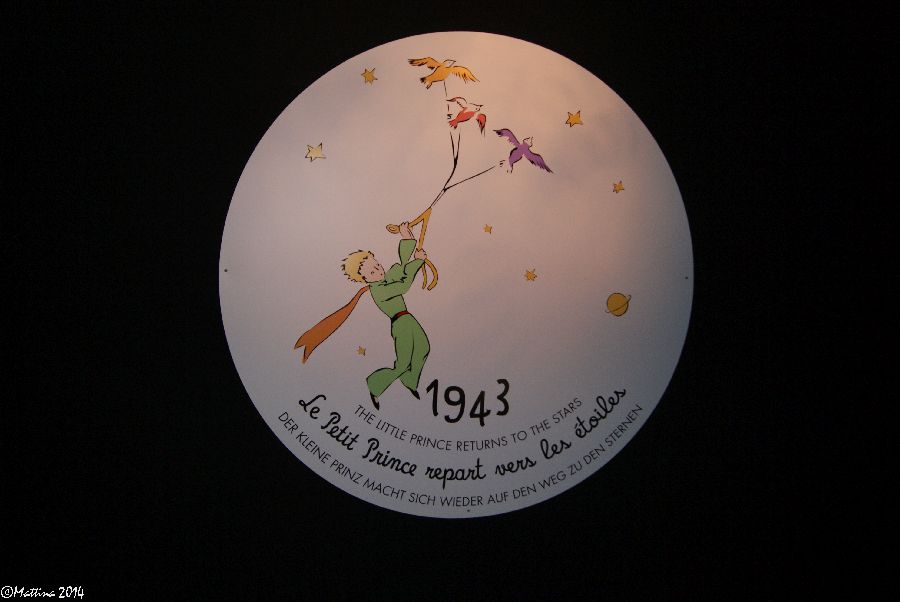 1943
THE LITTLE PRINCE RETURNS TO THE STARS
Le Petit Prince repart vers les étoiles
DER KLEINE PRINZ MACHT SICH WIEDER AUF DEN WEG ZU DEN STERNEN
©Mattina 2014